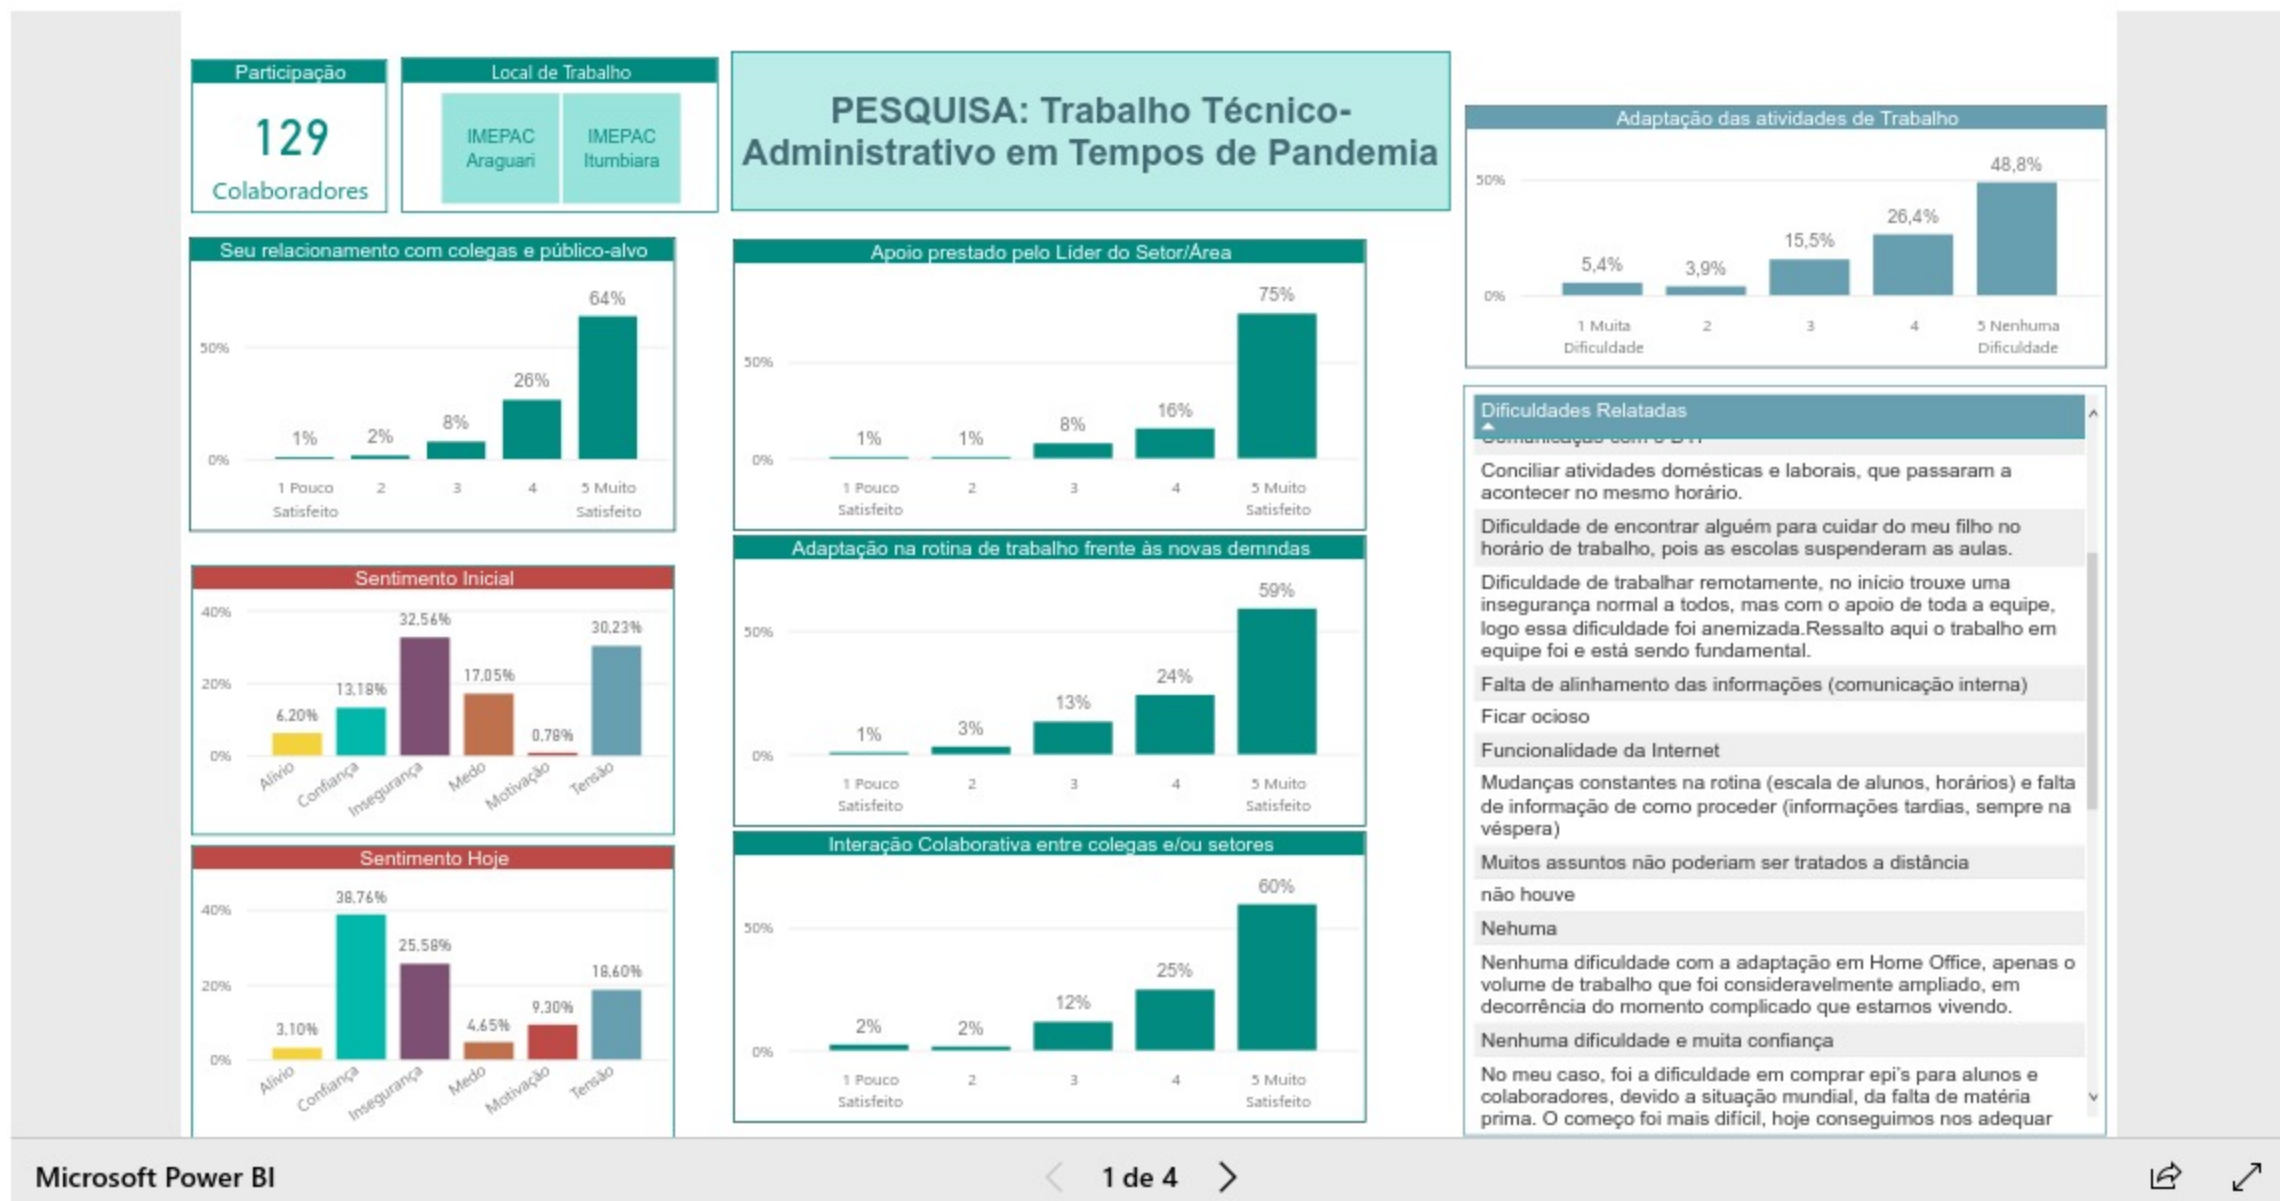 Participação
129
Colaboradores
Local de Trabalho
IMEPAC
Araguari
IMEPAC
Itumbiara
PESQUISA: Trabalho Técnico-
Administrativo em Tempos de Pandemia
Seu relacionamento com colegas e público-alvo
64%
50%
26%
8%
2%
1%
0%
1 Pouco
Satisfeito
2
3
4
5 Muito
Satisfeito
Sentimento Inicial
40%
32.56%
30.23%
20%
17.05%
13.18%
6.20%
0.78%
0%
Alívio
Confiança
Insegurança
Medo
Motivação
Tensão
Sentimento Hoje
38.76%
40%
25.58%
20%
18.60%
9.30%
4.65%
3.10%
0%
Alívio
Confiança
Insegurança
Medo
Motivação
Tensão
Apoio prestado pelo Líder do Setor/Área
75%
50%
16%
8%
1%
1%
0%
1 Pouco
Satisfeito
2
3
4
5 Muito
Satisfeito
Adaptação na rotina de trabalho frente às novas demndas
59%
50%
24%
13%
3%
1%
0%
1 Pouco
Satisfeito
2
3
4
5 Muito
Satisfeito
Interação Colaborativa entre colegas e/ou setores
60%
50%
25%
12%
2%
2%
0%
1 Pouco
Satisfeito
2
3
4
5 Muito
Satisfeito
Adaptação das atividades de Trabalho
48,8%
50%
26,4%
15,5%
5,4%
3,9%
0%
1 Muita
Dificuldade
2
3
4
5 Nenhuma
Dificuldade
Dificuldades Relatadas
Conciliar atividades domésticas e laborais, que passaram a
acontecer no mesmo horário.
Dificuldade de encontrar alguém para cuidar do meu filho no
horário de trabalho, pois as escolas suspenderam as aulas.
Dificuldade de trabalhar remotamente, no início trouxe uma
insegurança normal a todos, mas com o apoio de toda a equipe,
logo essa dificuldade foi anemizada.Ressalto aqui o trabalho em
equipe foi e está sendo fundamental.
Falta de alinhamento das informações (comunicação interna)
Ficar ocioso
Funcionalidade da Internet
Mudanças constantes na rotina (escala de alunos, horários) e falta
de informação de como proceder (informações tardias, sempre na
véspera)
Muitos assuntos não poderiam ser tratados a distância
não houve
Nehuma
Nenhuma dificuldade com a adaptação em Home Office, apenas o
volume de trabalho que foi consideravelmente ampliado, em
decorrência do momento complicado que estamos vivendo.
Nenhuma dificuldade e muita confiança
No meu caso, foi a dificuldade em comprar epi's para alunos e
colaboradores, devido a situação mundial, da falta de matéria
prima. O começo foi mais difícil, hoje conseguimos nos adequar
Microsoft Power BI
1 de 4